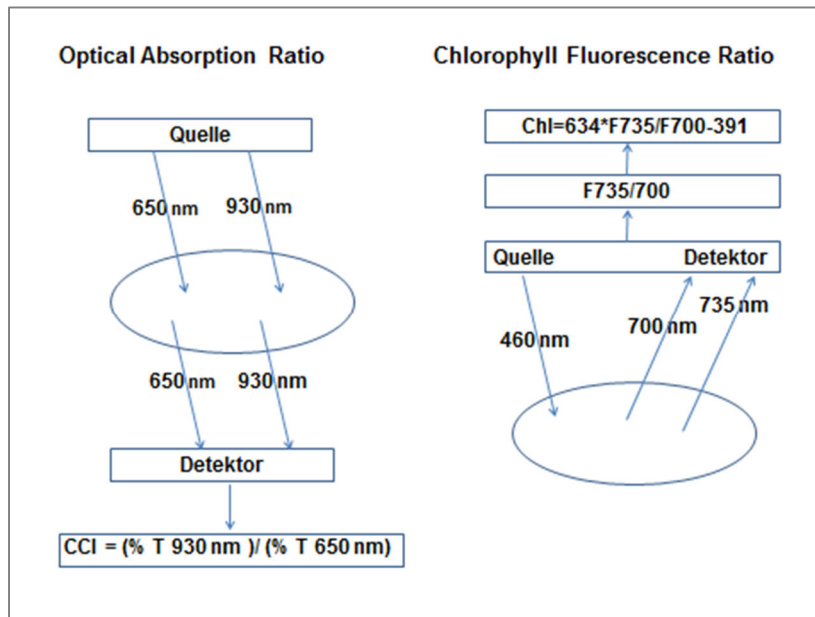 Optical Absorption Ratio
Quelle
650 nm
930 nm
650 nm
930 nm
Detektor
CCI = (% T 930 nm )/ (% T 650 nm)
Chlorophyll Fluorescence Ratio
Chl=634*F735/F700-391
F735/700
Quelle Detektor
460 nm
700 nm
735 nm